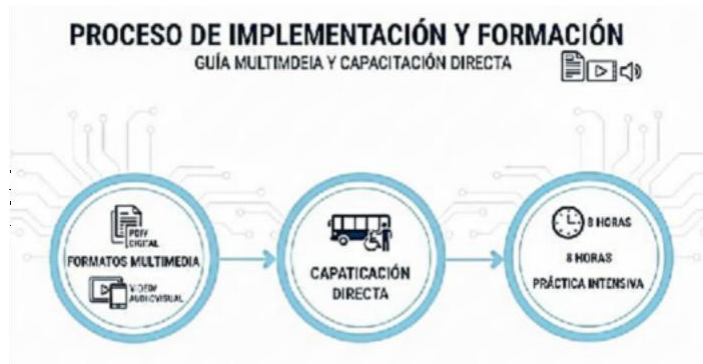 PROCESO DE IMPLEMENTACIÓN Y FORMACIÓN
GUÍA MULTIMDEIA Y CAPACITACIÓN DIRECTA
PDF/
DIGITAL
FORMATOS MULTIMEDIA
VIDEO/
AUDIOVISUAL
CAPATICACIÓN
DIRECTA
8 HORAS
8 HORAS
PRÁCTICA INTENSIVA